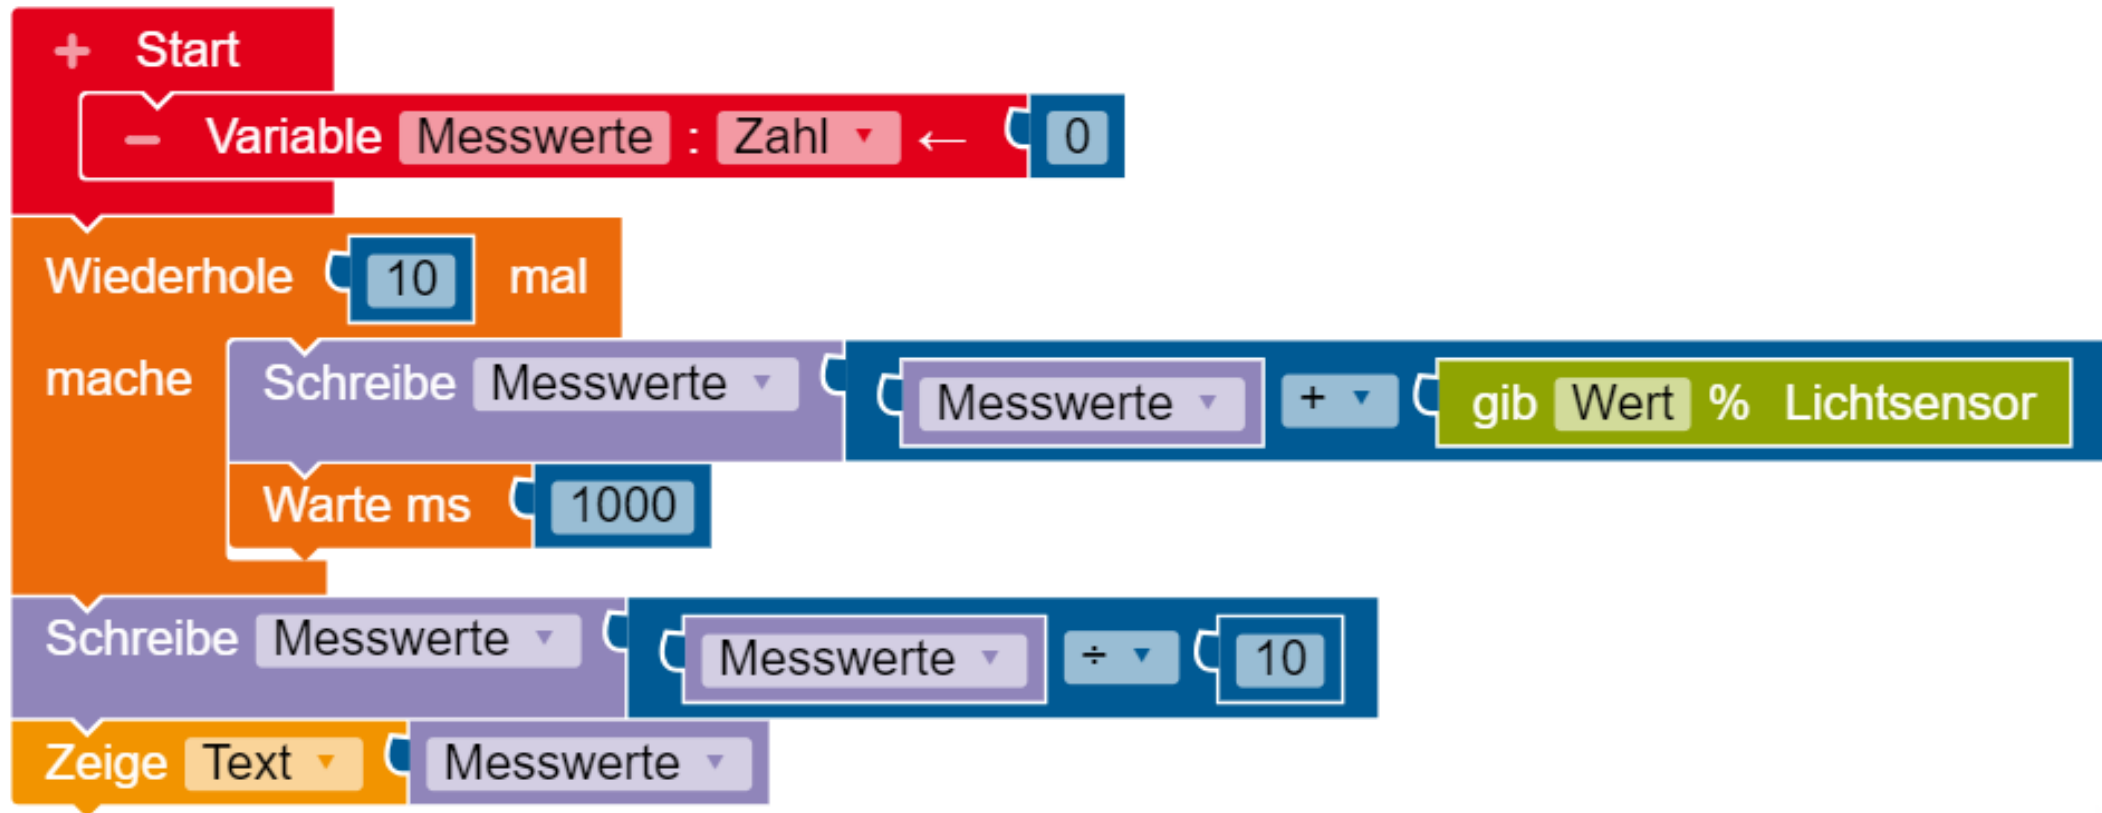 + Start
– Variable Messwerte : Zahl ← 0
Wiederhole 10 mal
mache Schreibe Messwerte Messwerte + gib Wert % Lichtsensor
Warte ms 1000
Schreibe Messwerte Messwerte ÷ 10
Zeige Text Messwerte